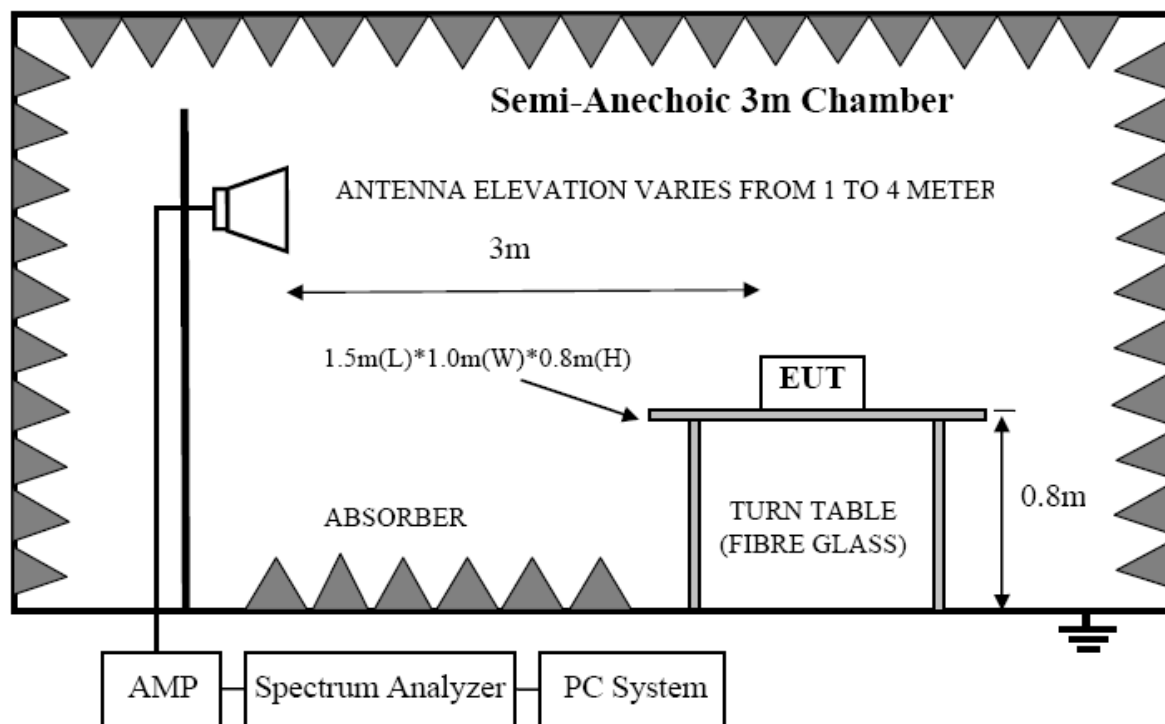 Semi-Anechoic 3m Chamber
ANTENNA ELEVATION VARIES FROM 1 TO 4 METER
3m
1.5m(L)*1.0m(W)*0.8m(H)
EUT
0.8m
ABSORBER
TURN TABLE
(FIBRE GLASS)
AMP
Spectrum Analyzer
PC System